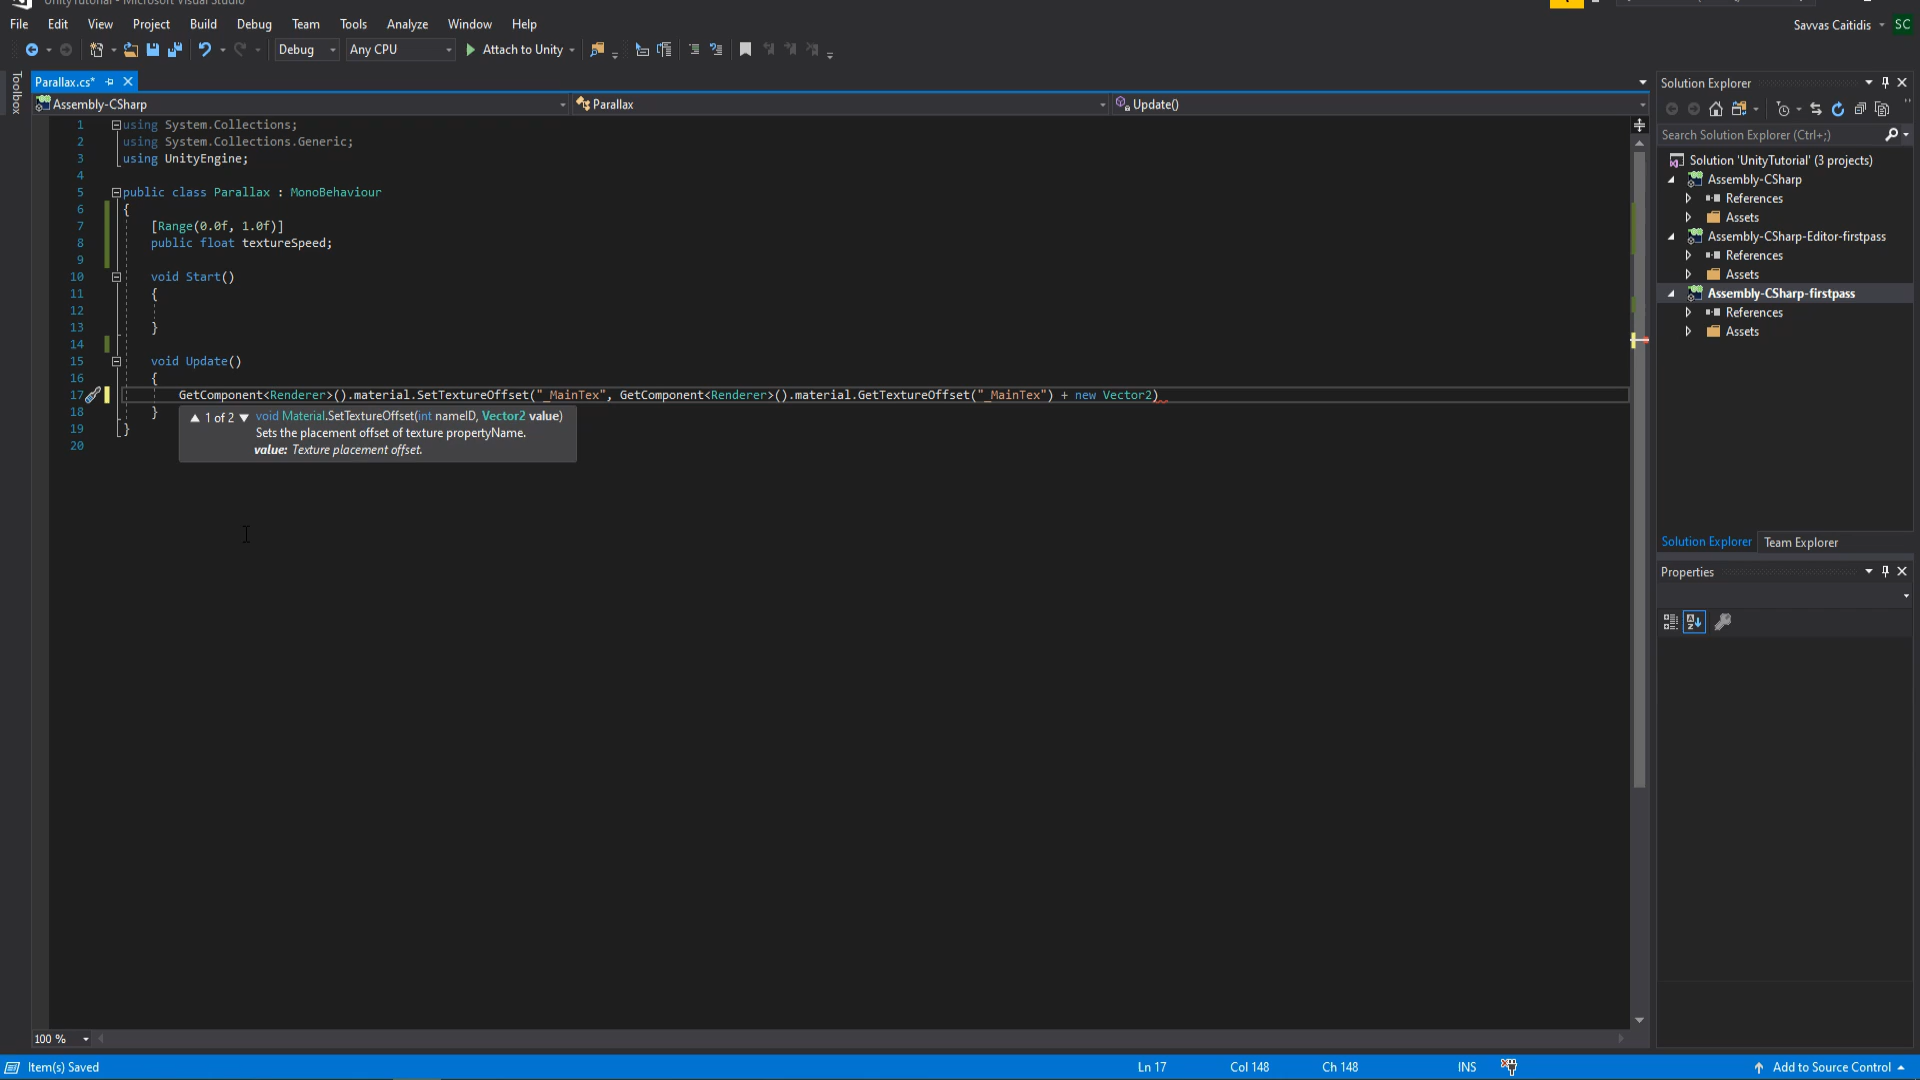 UnityTutorial - Microsoft Visual Studio
File Edit View Project Build Debug Team Tools Analyze Window Help
Savvas Caitidis SC
Debug Any CPU Attach to Unity
Toolbox
Parallax.cs*
Assembly-CSharp Parallax Update()
1 using System.Collections;
2 using System.Collections.Generic;
3 using UnityEngine;
4
5 public class Parallax : MonoBehaviour
6 {
7 [Range(0.0f, 1.0f)]
8 public float textureSpeed;
9
10 void Start()
11 {
12
13 }
14
15 void Update()
16 {
17 GetComponent<Renderer>().material.SetTextureOffset("_MainTex", GetComponent<Renderer>().material.GetTextureOffset("_MainTex") + new Vector2)
18 }
19 }
20
▲ 1 of 2 ▼ void Material.SetTextureOffset(int nameID, Vector2 value)
Sets the placement offset of texture propertyName.
value: Texture placement offset.
Solution Explorer
Search Solution Explorer (Ctrl+;)
Solution 'UnityTutorial' (3 projects)
Assembly-CSharp
References
Assets
Assembly-CSharp-Editor-firstpass
References
Assets
Assembly-CSharp-firstpass
References
Assets
Solution Explorer Team Explorer
Properties
100 %
Item(s) Saved Ln 17 Col 148 Ch 148 INS Add to Source Control